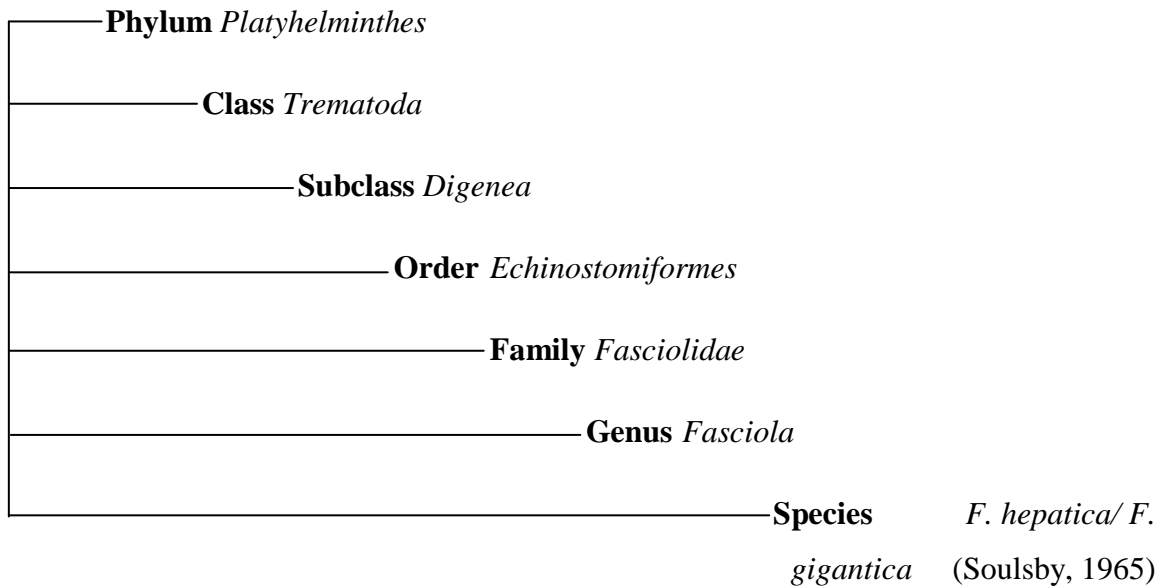 Phylum Platyhelminthes
Class Trematoda
Subclass Digenea
Order Echinostomiformes
Family Fasciolidae
Genus Fasciola
Species F. hepatica/ F.
gigantica (Soulsby, 1965)